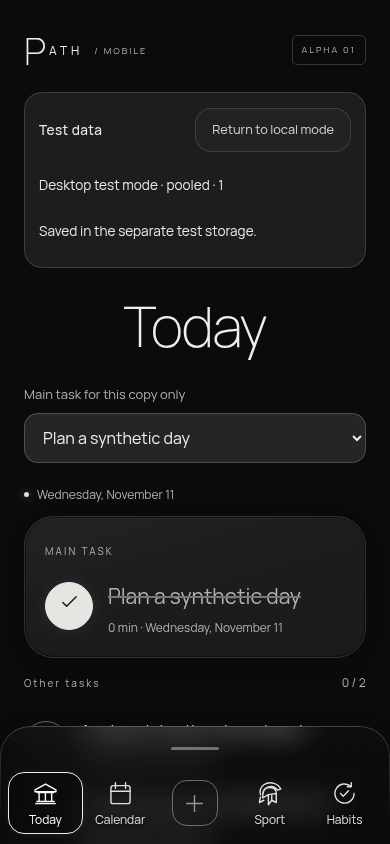 PATH / MOBILE
ALPHA 01
Test data
Return to local mode
Desktop test mode · pooled · 1
Saved in the separate test storage.
Today
Main task for this copy only
Plan a synthetic day
Wednesday, November 11
MAIN TASK
Plan a synthetic day
0 min · Wednesday, November 11
Other tasks
0 / 2
Today
Calendar
Sport
Habits